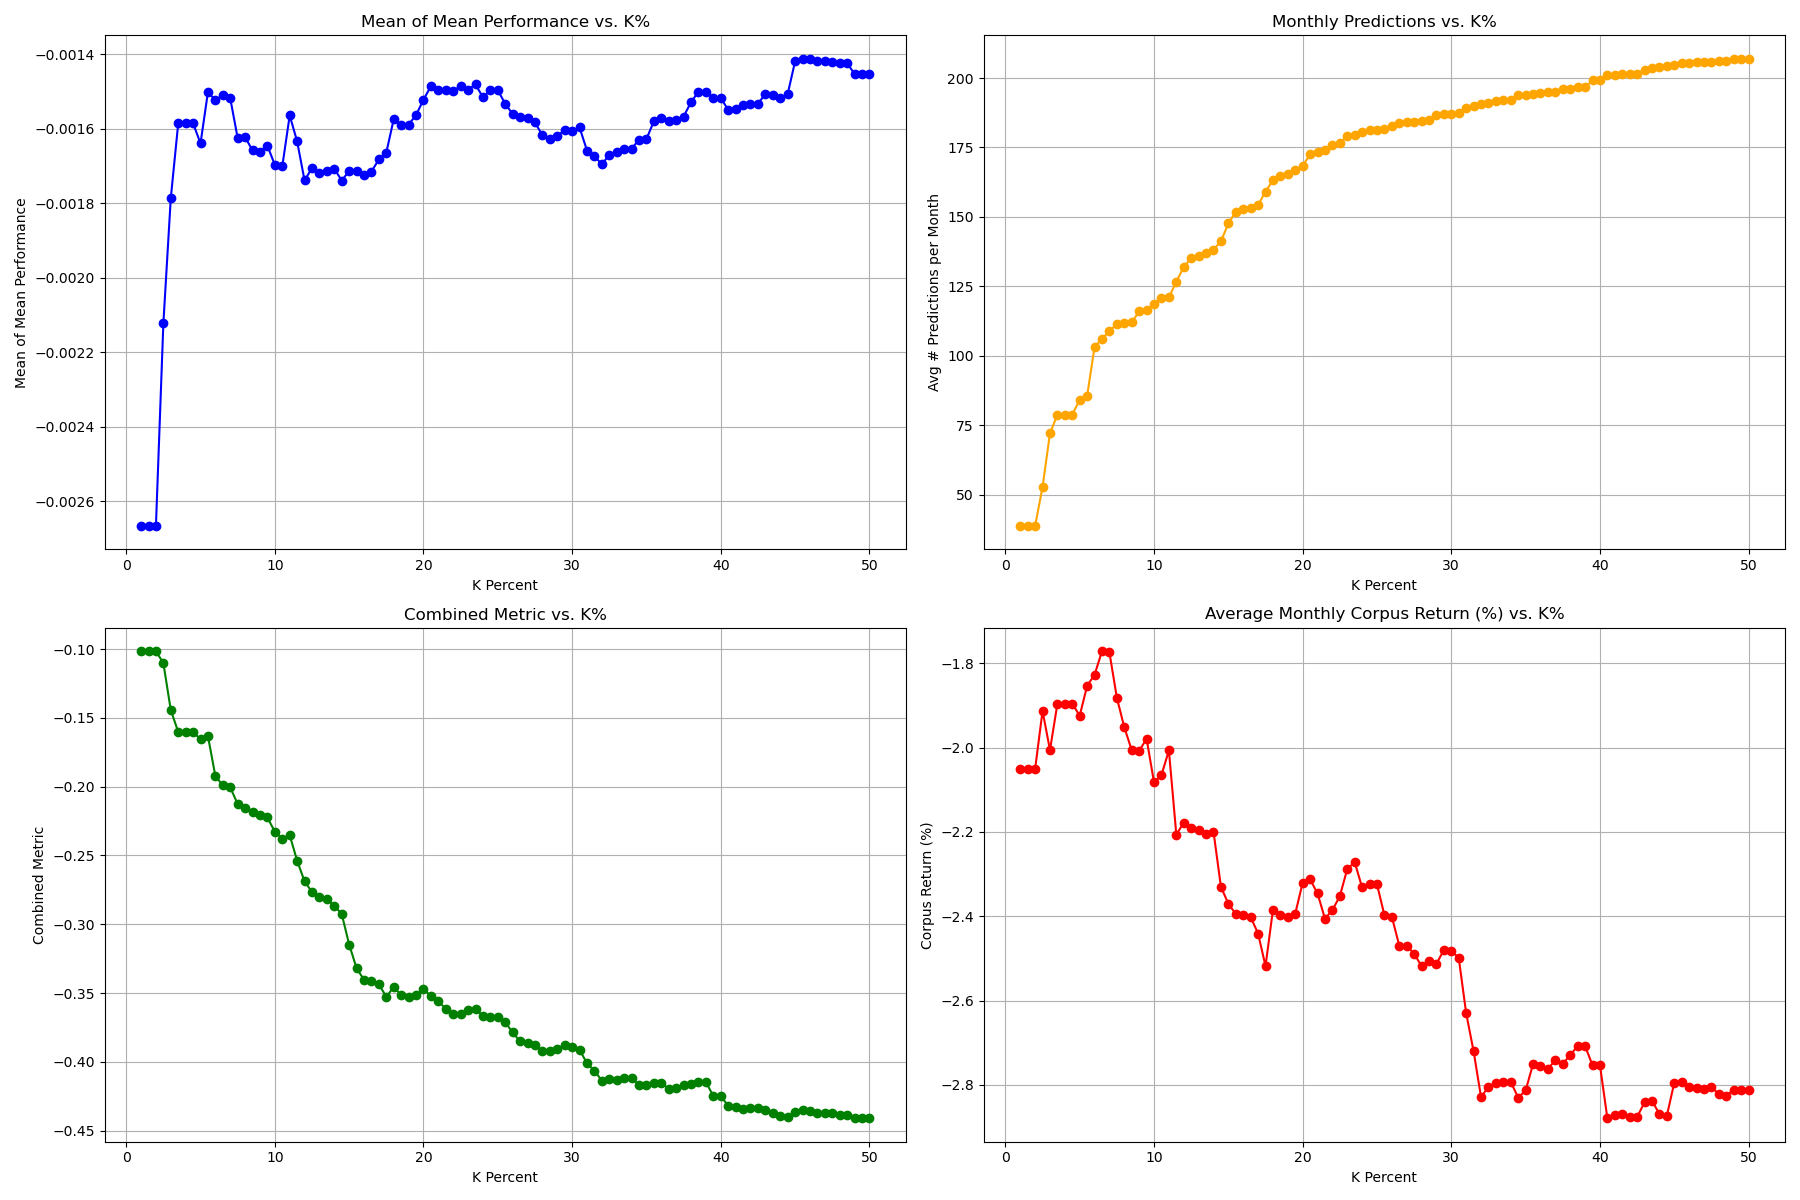 Mean of Mean Performance vs. K%
Mean of Mean Performance
−0.0014
−0.0016
−0.0018
−0.0020
−0.0022
−0.0024
−0.0026
0 10 20 30 40 50
K Percent
Monthly Predictions vs. K%
Avg # Predictions per Month
200
175
150
125
100
75
50
0 10 20 30 40 50
K Percent
Combined Metric vs. K%
Combined Metric
−0.10
−0.15
−0.20
−0.25
−0.30
−0.35
−0.40
−0.45
0 10 20 30 40 50
K Percent
Average Monthly Corpus Return (%) vs. K%
Corpus Return (%)
−1.8
−2.0
−2.2
−2.4
−2.6
−2.8
0 10 20 30 40 50
K Percent